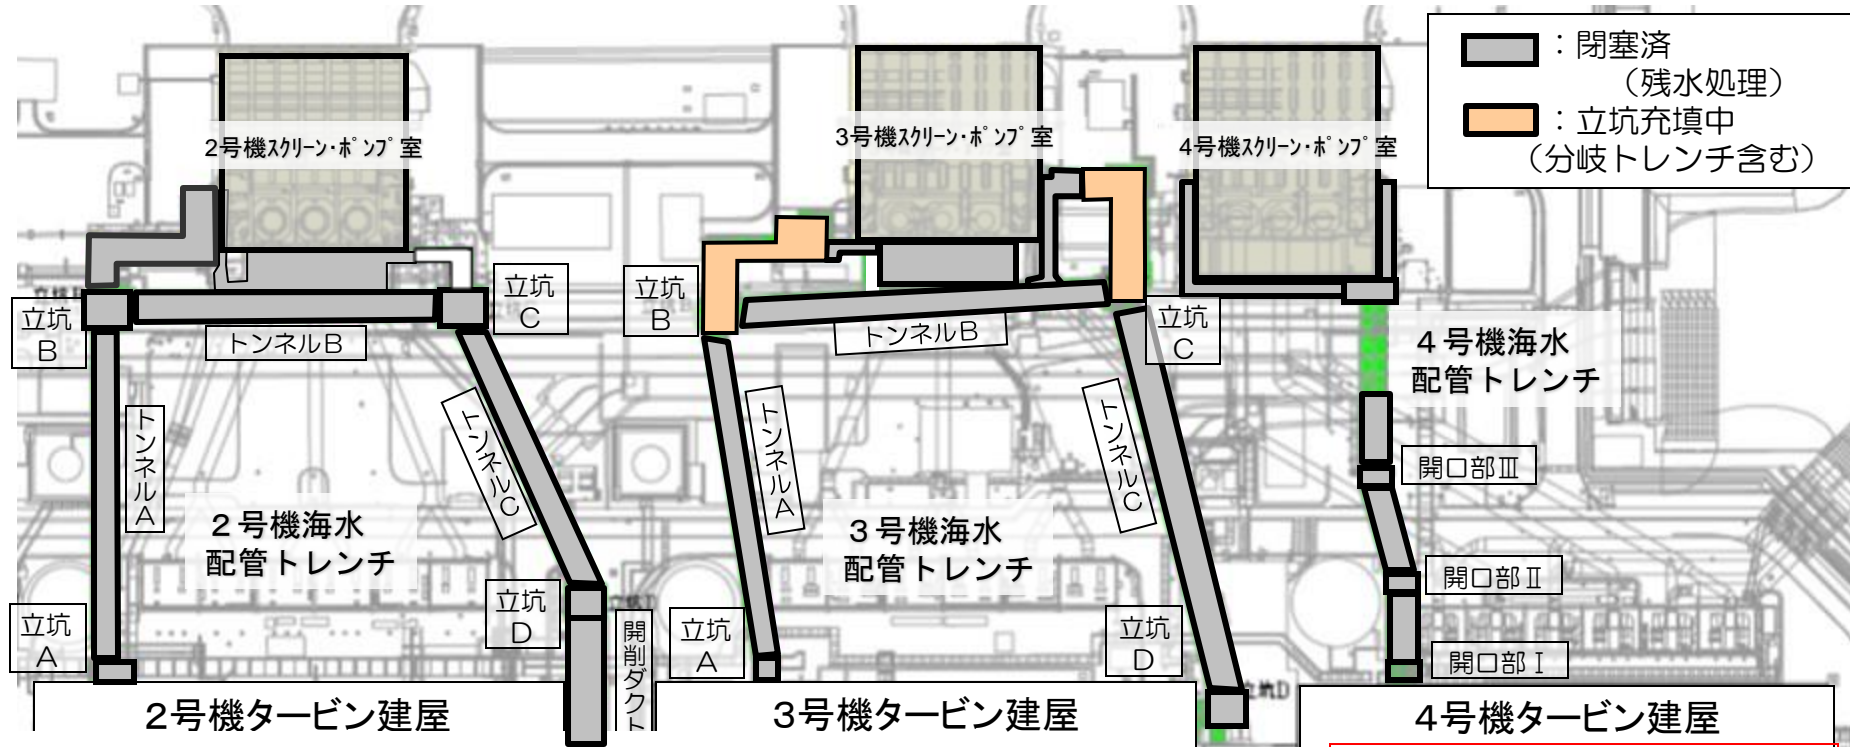 ：閉塞済
（残水処理）
：立坑充填中
（分岐トレンチ含む）
2号機ｽｸﾘｰﾝ･ﾎﾟﾝﾌﾟ室
3号機ｽｸﾘｰﾝ･ﾎﾟﾝﾌﾟ室
4号機ｽｸﾘｰﾝ･ﾎﾟﾝﾌﾟ室
立坑
B
トンネルB
立坑
C
立坑
B
トンネルB
立坑
C
４号機海水
配管トレンチ
トンネルA
トンネルC
トンネルA
トンネルC
開口部Ⅲ
２号機海水
配管トレンチ
３号機海水
配管トレンチ
開口部Ⅱ
立坑
A
立坑
D
開削ダクト
立坑
A
立坑
D
開口部Ⅰ
立坑D
２号機タービン建屋
３号機タービン建屋
４号機タービン建屋